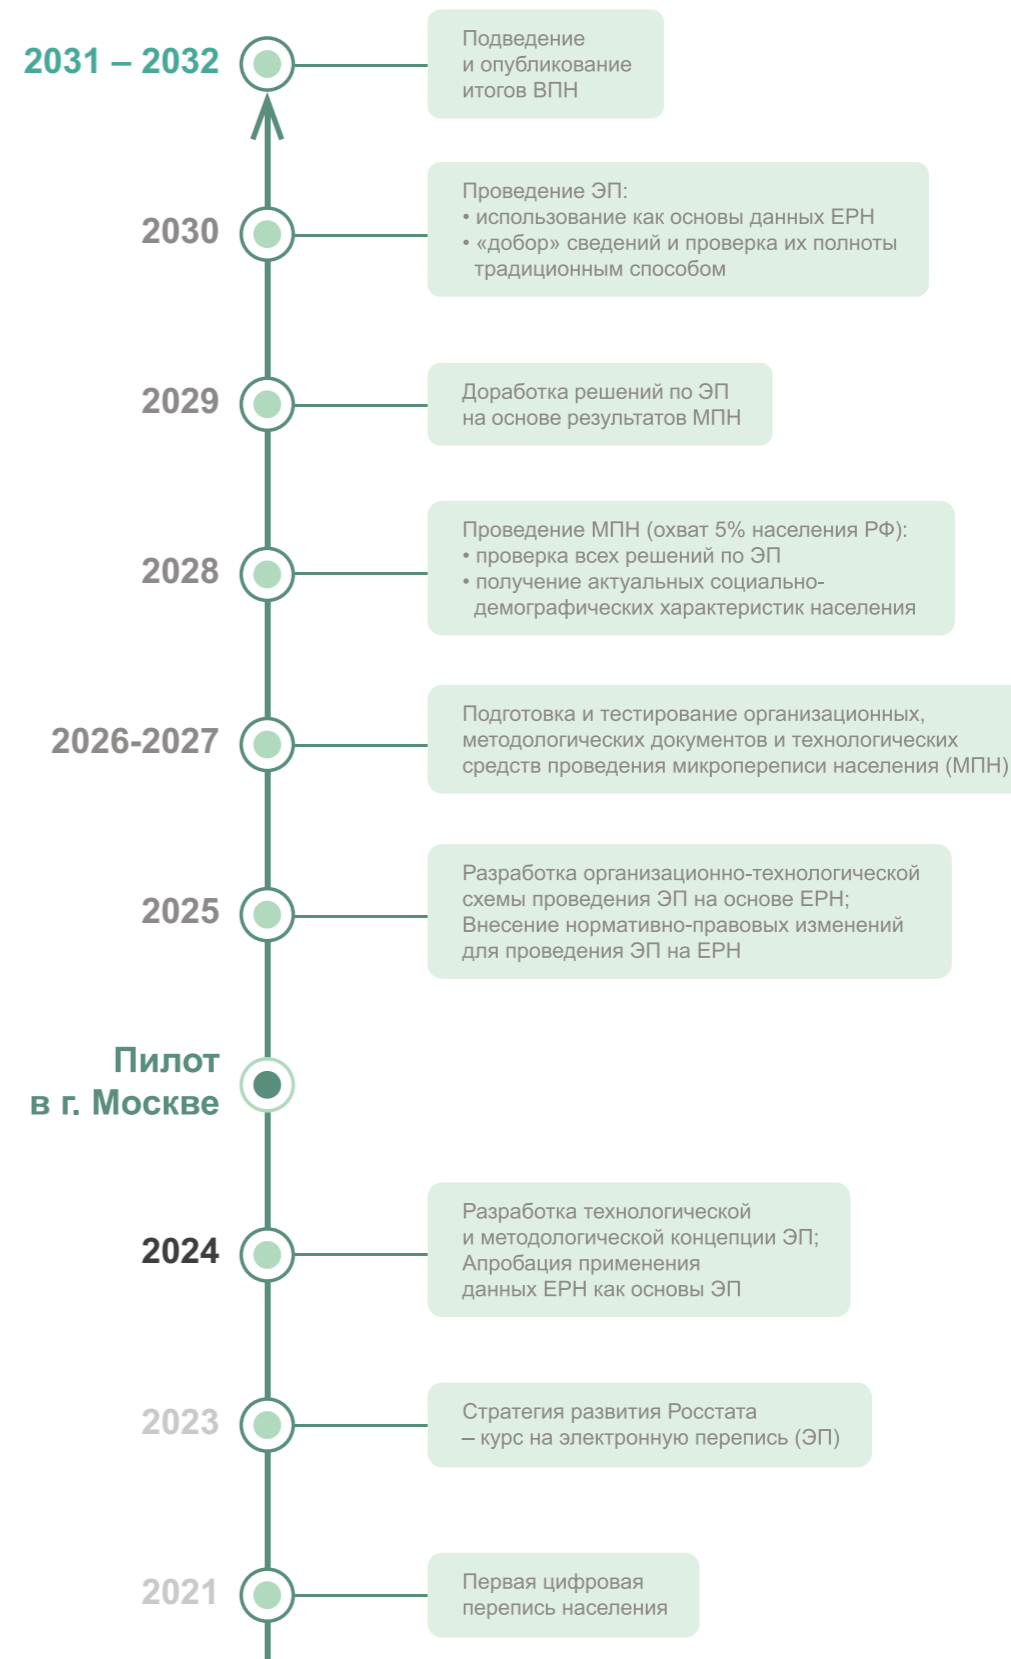 2031 – 2032
Подведение
и опубликование
итогов ВПН
2030
Проведение ЭП:
• использование как основы данных ЕРН
• «добор» сведений и проверка их полноты
традиционным способом
2029
Доработка решений по ЭП
на основе результатов МПН
2028
Проведение МПН (охват 5% населения РФ):
• проверка всех решений по ЭП
• получение актуальных социально-
демографических характеристик населения
2026-2027
Подготовка и тестирование организационных,
методологических документов и технологических
средств проведения микропереписи населения (МПН)
2025
Разработка организационно-технологической
схемы проведения ЭП на основе ЕРН;
Внесение нормативно-правовых изменений
для проведения ЭП на ЕРН
Пилот
в г. Москве
2024
Разработка технологической
и методологической концепции ЭП;
Апробация применения
данных ЕРН как основы ЭП
2023
Стратегия развития Росстата
– курс на электронную перепись (ЭП)
2021
Первая цифровая
перепись населения